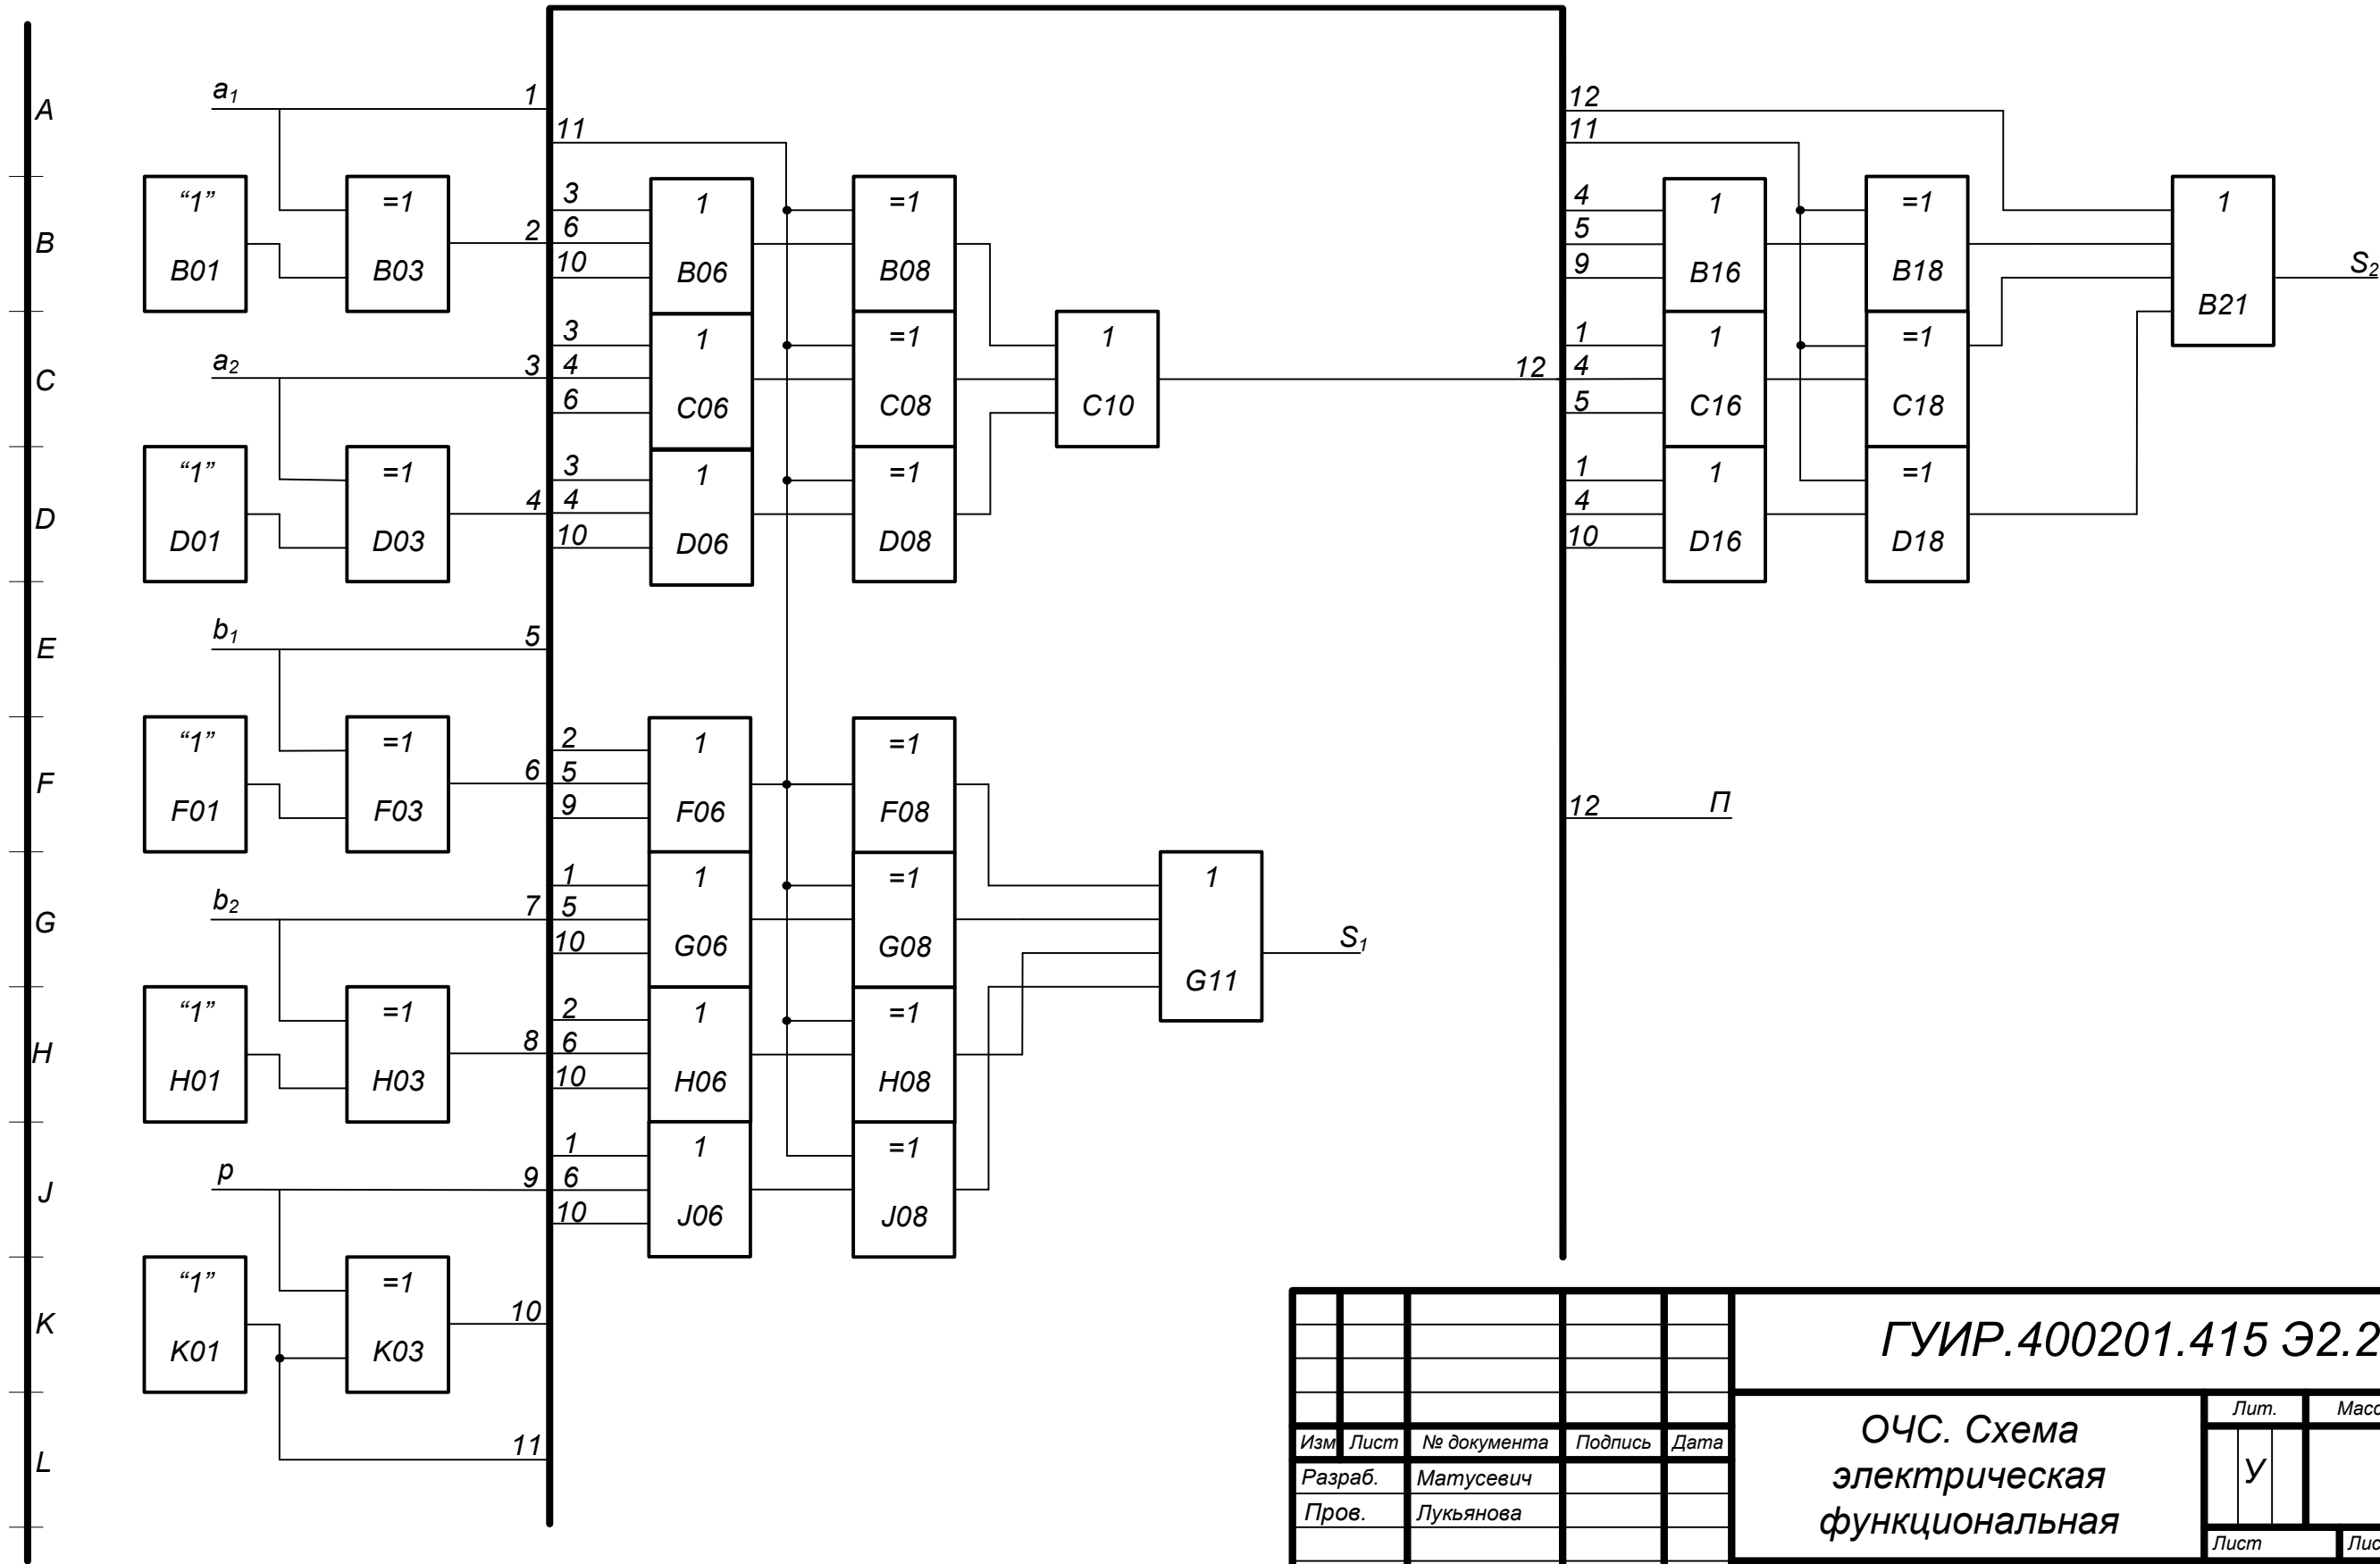 A
B
C
D
E
F
G
H
J
K
L
a₁ 1
“1” B01
=1 B03
2
a₂ 3
“1” D01
=1 D03
4
b₁ 5
“1” F01
=1 F03
6
b₂ 7
“1” H01
=1 H03
8
p 9
“1” K01
=1 K03
10
11
11
3 6 10
1 B06
=1 B08
3 4 6
1 C06
=1 C08
1 C10
12
3 4 10
1 D06
=1 D08
2 5 9
1 F06
=1 F08
1 5 10
1 G06
=1 G08
1 G11
S₁
2 6 10
1 H06
=1 H08
1 6 10
1 J06
=1 J08
12
11
4 5 9
1 B16
=1 B18
1 B21
S₂
1 4 5
1 C16
=1 C18
1 4 10
1 D16
=1 D18
12 П
ГУИР.400201.415 Э2.2
ОЧС. Схема
электрическая
функциональная
Лит.
У
Лист
Изм Лист № документа Подпись Дата
Разраб. Матусевич
Пров. Лукьянова